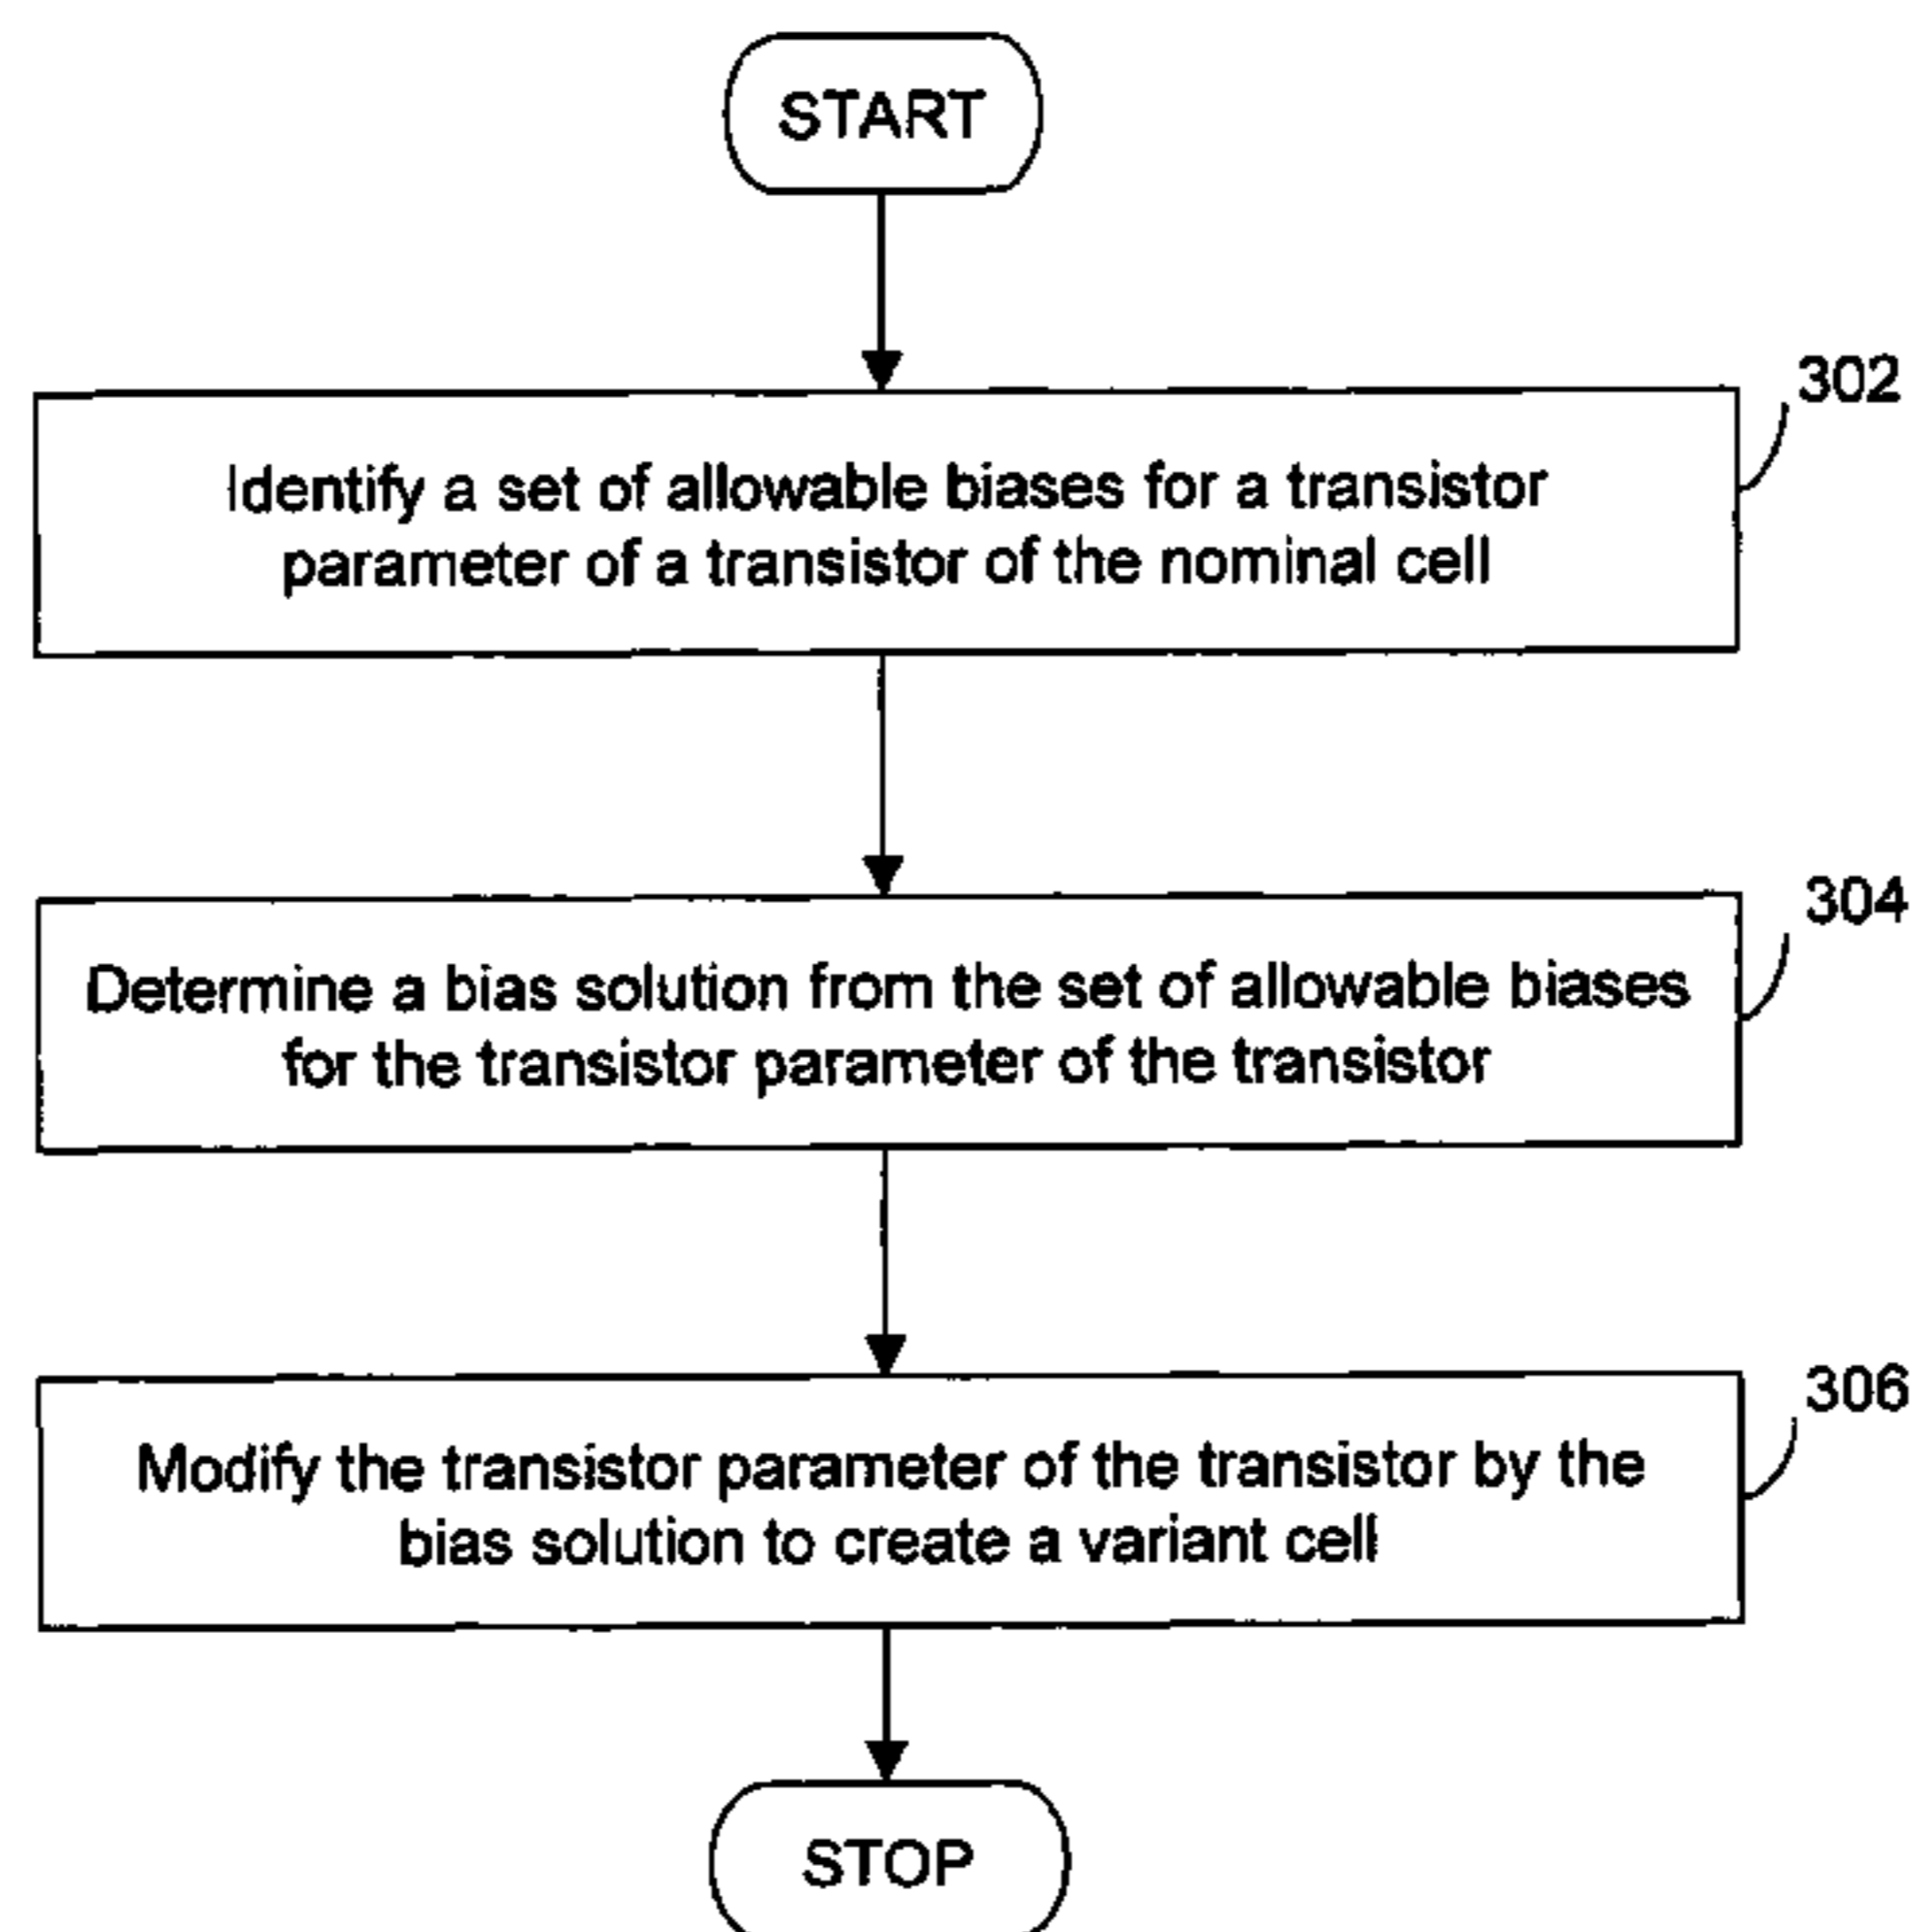 START
302
Identify a set of allowable biases for a transistor
parameter of a transistor of the nominal cell
304
Determine a bias solution from the set of allowable biases
for the transistor parameter of the transistor
306
Modify the transistor parameter of the transistor by the
bias solution to create a variant cell
STOP